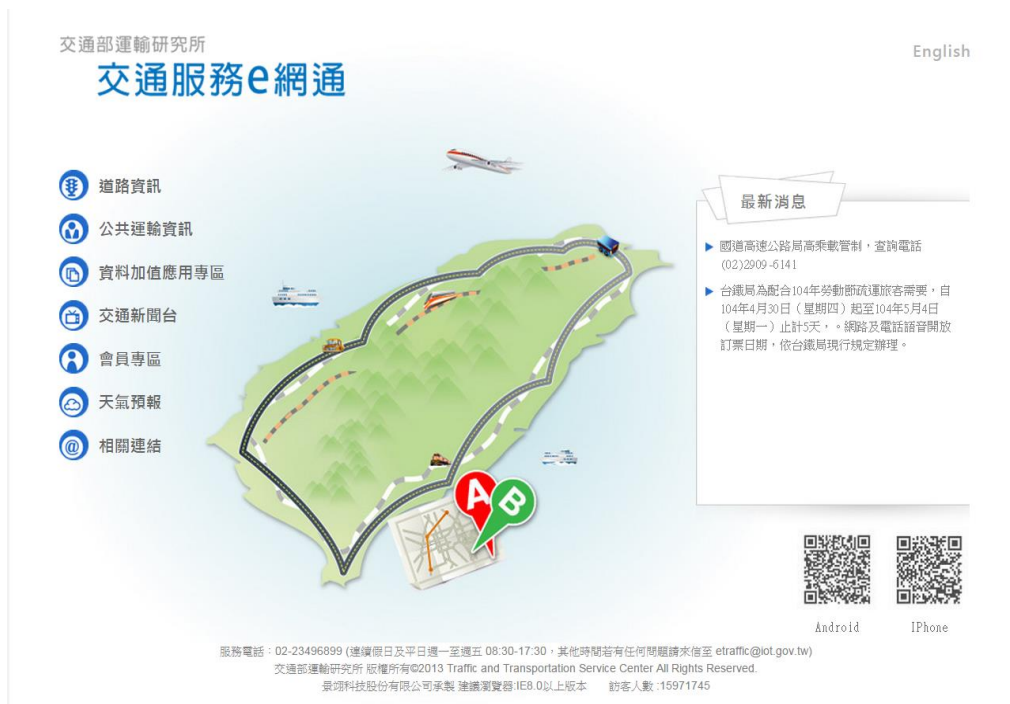 交通部運輸研究所
交通服務e網通
English
道路資訊
公共運輸資訊
資料加值應用專區
交通新聞台
會員專區
天氣預報
相關連結
最新消息
國道高速公路局高乘載管制，查詢電話
(02)2909-6141
台鐵局為配合104年勞動節疏運旅客需要，自
104年4月30日（星期四）起至104年5月4日
（星期一）止計5天，。網路及電話語音開放
訂票日期，依台鐵局現行規定辦理。
A
B
Android
IPhone
服務電話：02-23496899 (連續假日及平日週一至週五 08:30-17:30，其他時間若有任何問題請來信至 etraffic@iot.gov.tw)
交通部運輸研究所 版權所有©2013 Traffic and Transportation Service Center All Rights Reserved.
景翊科技股份有限公司承製 建議瀏覽器:IE8.0以上版本 訪客人數 :15971745